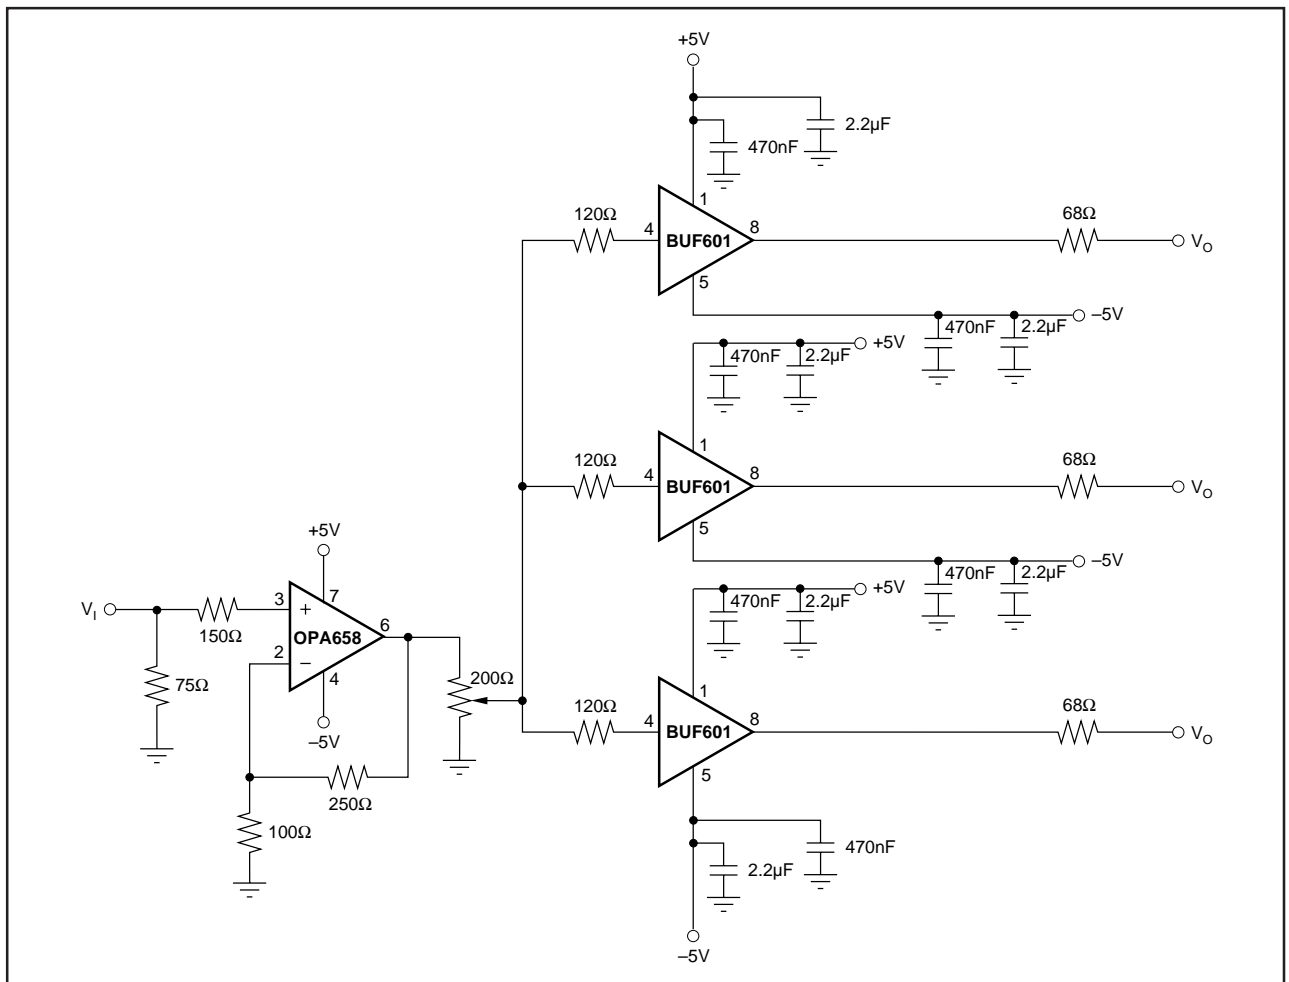 +5V
2.2µF
470nF
1
120Ω
4
BUF601
8
68Ω
V_O
5
–5V
470nF
2.2µF
+5V
470nF
2.2µF
1
120Ω
4
BUF601
8
68Ω
V_O
5
–5V
470nF
2.2µF
+5V
470nF
2.2µF
+5V
V_I
150Ω
3
+
7
OPA658
6
2
–
4
75Ω
–5V
200Ω
250Ω
100Ω
1
120Ω
4
BUF601
8
68Ω
V_O
5
470nF
2.2µF
–5V